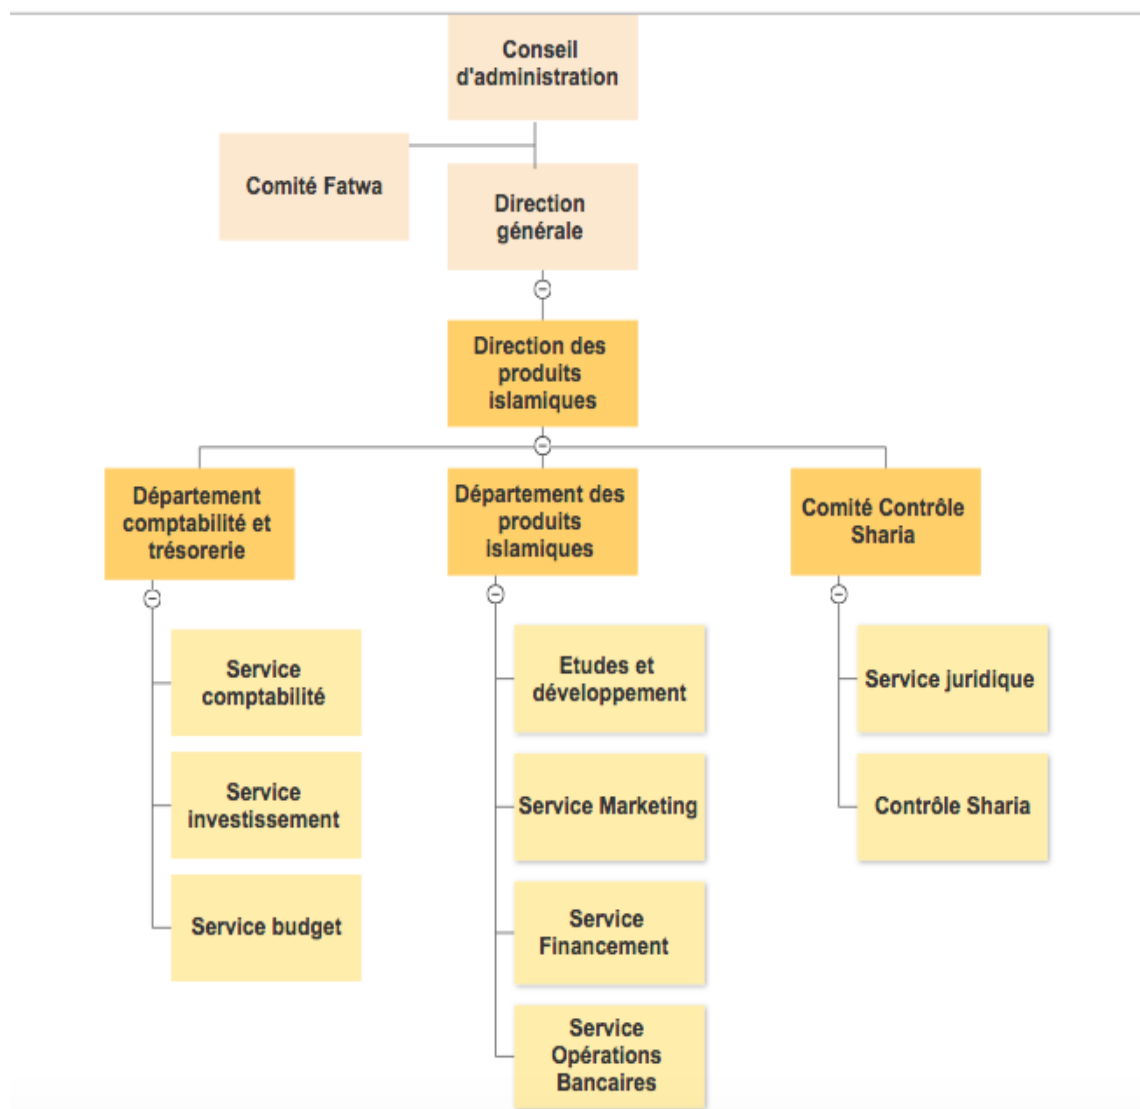 Conseil
d'administration
Comité Fatwa
Direction
générale
Direction des
produits
islamiques
Département
comptabilité et
trésorerie
Département des
produits
islamiques
Comité Contrôle
Sharia
Service
comptabilité
Service
investissement
Service budget
Etudes et
développement
Service Marketing
Service
Financement
Service
Opérations
Bancaires
Service juridique
Contrôle Sharia